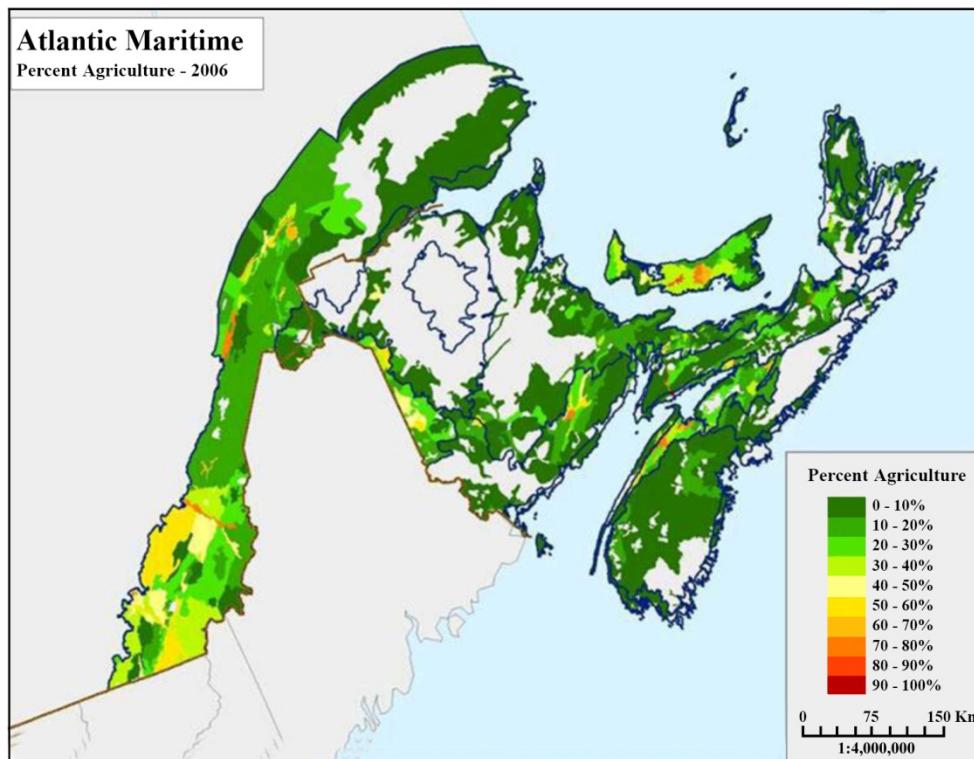 Atlantic Maritime
Percent Agriculture - 2006
Percent Agriculture
0 - 10%
10 - 20%
20 - 30%
30 - 40%
40 - 50%
50 - 60%
60 - 70%
70 - 80%
80 - 90%
90 - 100%
0 75 150 Km
1:4,000,000